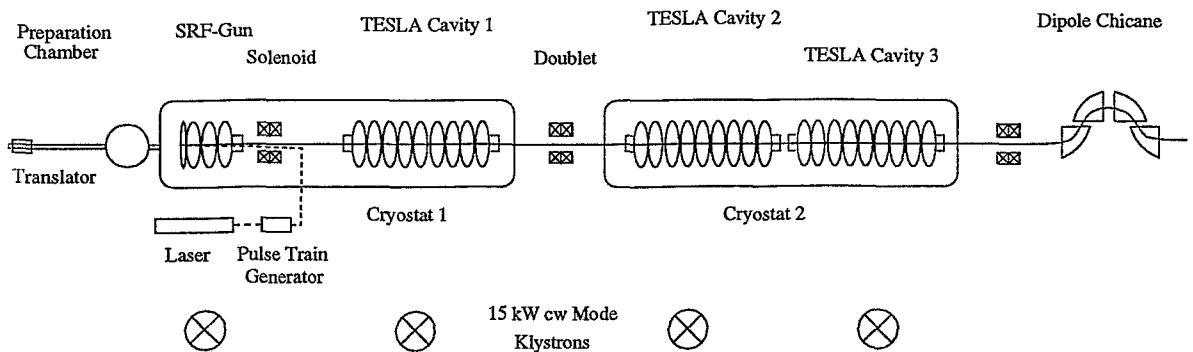 Preparation
Chamber
SRF-Gun
Solenoid
TESLA Cavity 1
Doublet
TESLA Cavity 2
TESLA Cavity 3
Dipole Chicane
Translator
Cryostat 1
Cryostat 2
Laser
Pulse Train
Generator
15 kW cw Mode
Klystrons